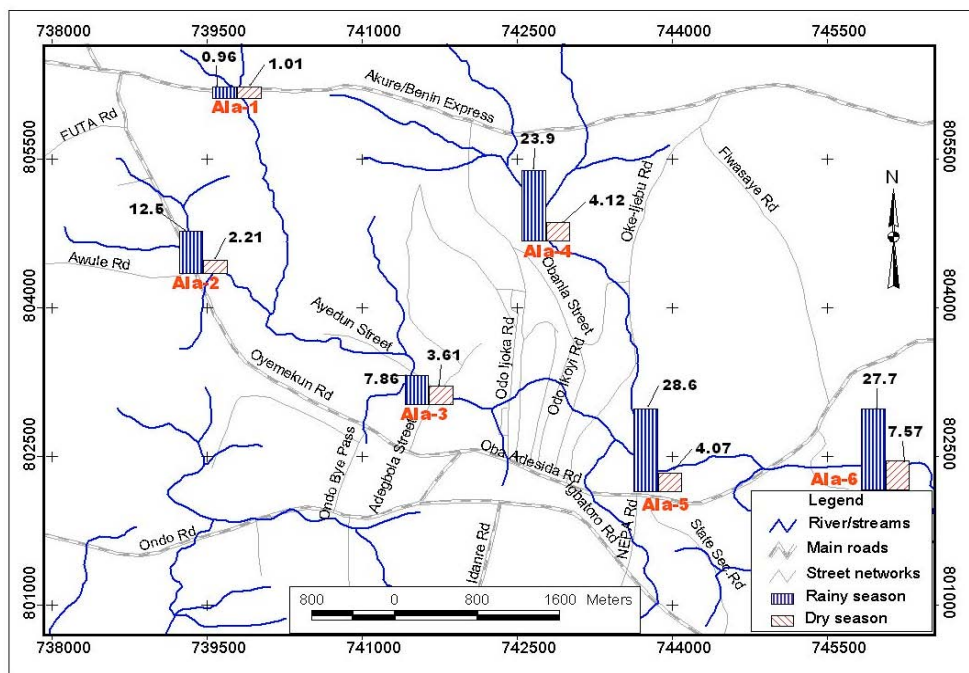 738000 739500 741000 742500 744000 745500
0.96 1.01
Akure/Benin Express
Ala-1
FUTA Rd
8055500
8055500
23.9
Oke-Ijebu Rd
Fiwasaye Rd
N
12.5
2.21
4.12
Ala-4
Awule Rd
Ala-2
Obanla Street
804000
804000
Ayedun Street
Oyemekun Rd
Odo Ijoka Rd
Odo Ikoyi Rd
3.61
7.86
Ala-3
28.6
27.7
802500
802500
Ondo Bye Pass
Adegbola Street
Oba Adesida Rd
4.07
7.57
Ala-6
Ala-5
Igbatoro Rd
NEPA Rd
State Sec Rd
Ondo Rd
Idanre Rd
Legend
River/streams
Main roads
Street networks
Rainy season
Dry season
801000
801000
800 0 800 1600 Meters
738000 739500 741000 742500 744000 745500